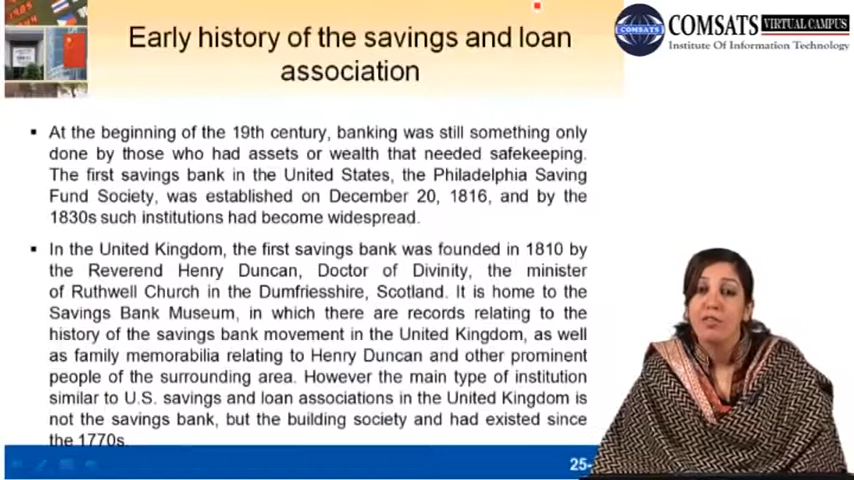 Early history of the savings and loan
association
COMSATS
COMSATS VIRTUAL CAMPUS
Institute Of Information Technology
▪ At the beginning of the 19th century, banking was still something only
done by those who had assets or wealth that needed safekeeping.
The first savings bank in the United States, the Philadelphia Saving
Fund Society, was established on December 20, 1816, and by the
1830s such institutions had become widespread.
▪ In the United Kingdom, the first savings bank was founded in 1810 by
the Reverend Henry Duncan, Doctor of Divinity, the minister
of Ruthwell Church in the Dumfriesshire, Scotland. It is home to the
Savings Bank Museum, in which there are records relating to the
history of the savings bank movement in the United Kingdom, as well
as family memorabilia relating to Henry Duncan and other prominent
people of the surrounding area. However the main type of institution
similar to U.S. savings and loan associations in the United Kingdom is
not the savings bank, but the building society and had existed since
the 1770s.
25-